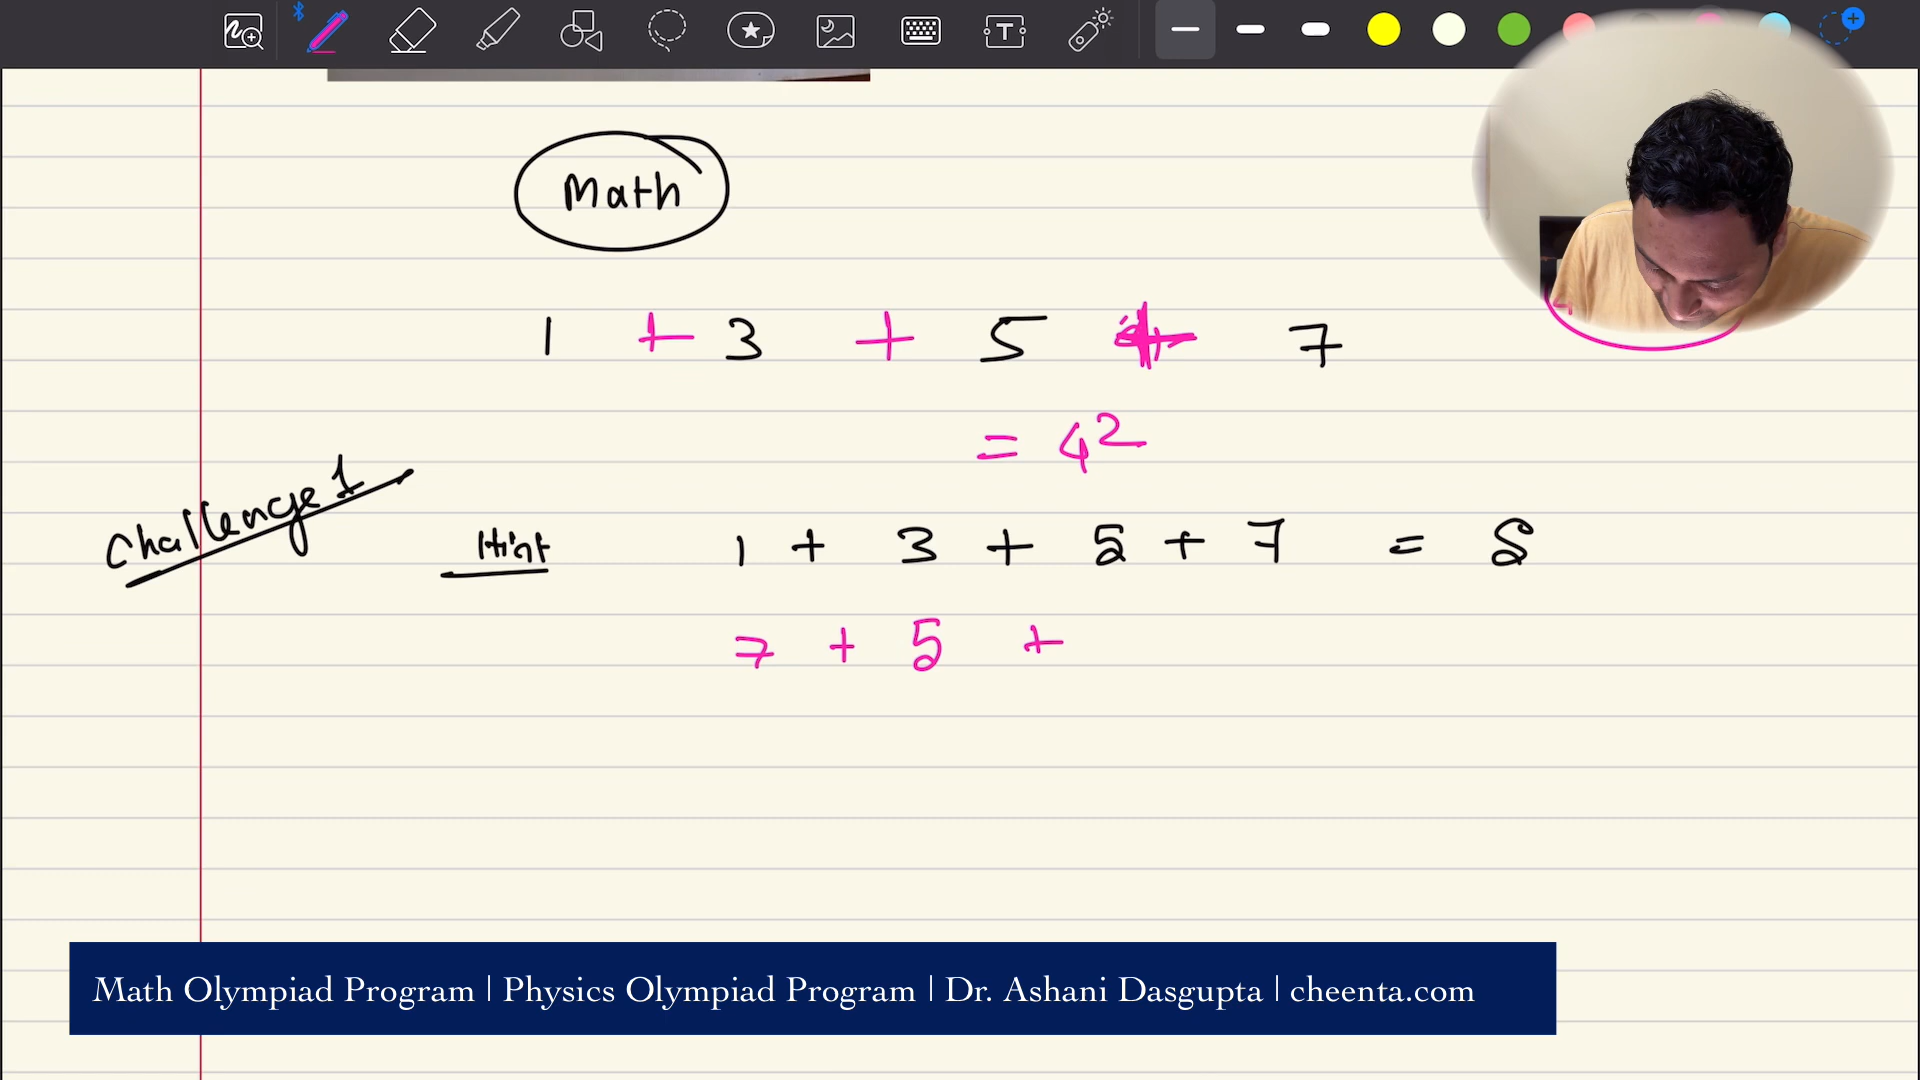 Math
1 + 3 + 5 + 7
= 4²
Challenge 1
Hint 1 + 3 + 5 + 7 = S
7 + 5 +
Math Olympiad Program | Physics Olympiad Program | Dr. Ashani Dasgupta | cheenta.com